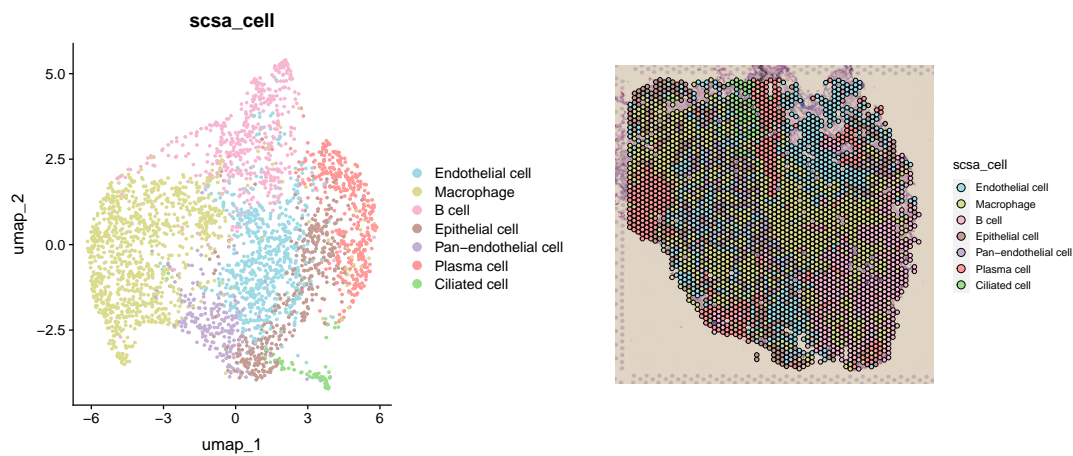 scsa_cell
5.0
2.5
0.0
−2.5
umap_2
−6
−3
0
3
6
umap_1
Endothelial cell
Macrophage
B cell
Epithelial cell
Pan−endothelial cell
Plasma cell
Ciliated cell
scsa_cell
Endothelial cell
Macrophage
B cell
Epithelial cell
Pan−endothelial cell
Plasma cell
Ciliated cell